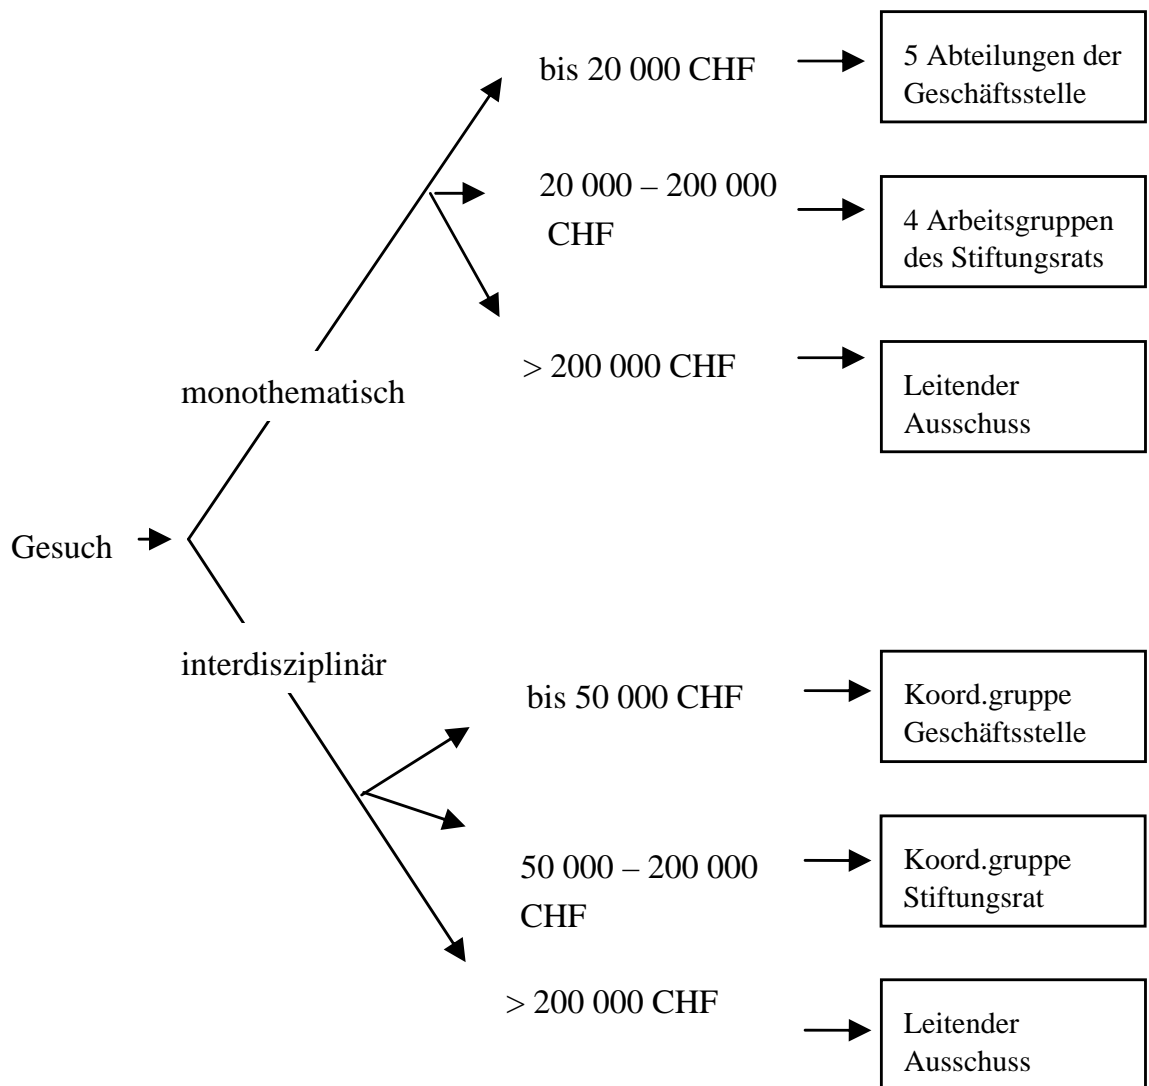 bis 20 000 CHF
5 Abteilungen der
Geschäftsstelle
20 000 – 200 000
CHF
4 Arbeitsgruppen
des Stiftungsrats
> 200 000 CHF
Leitender
Ausschuss
monothematisch
Gesuch
interdisziplinär
bis 50 000 CHF
Koord.gruppe
Geschäftsstelle
50 000 – 200 000
CHF
Koord.gruppe
Stiftungsrat
> 200 000 CHF
Leitender
Ausschuss